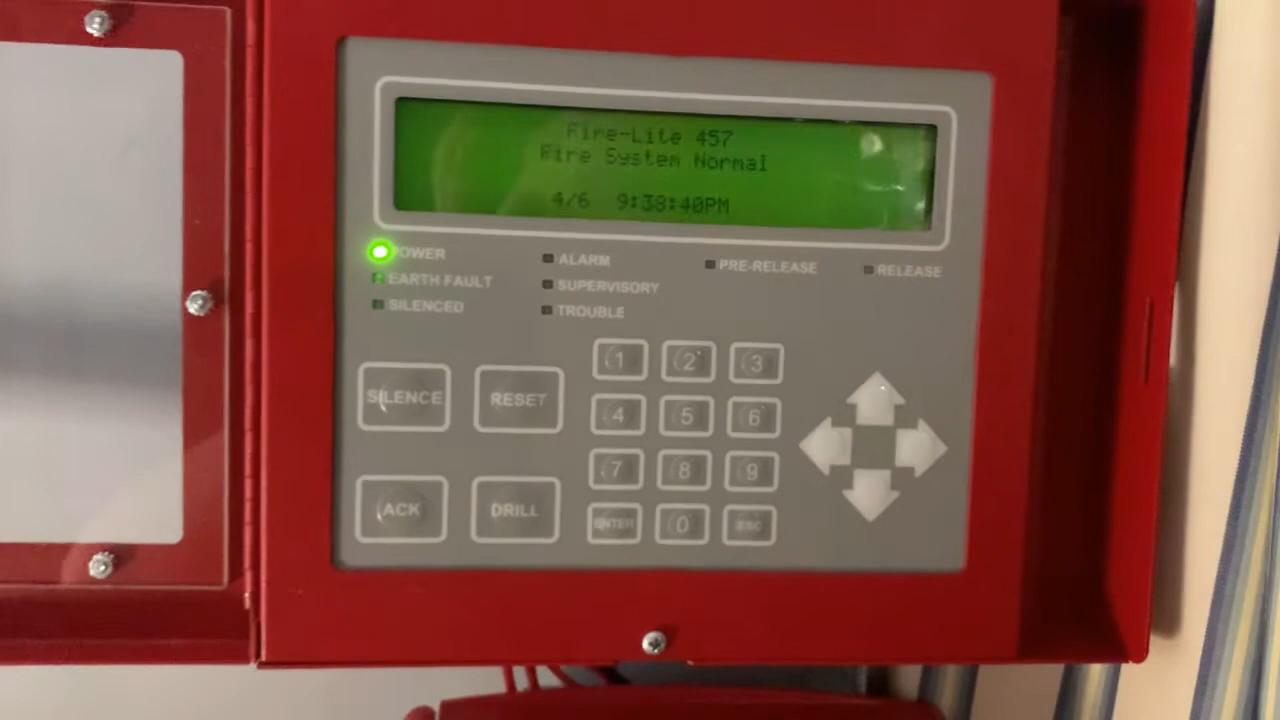 Fire-Lite 457
Fire System Normal
4/6 9:38:40PM
POWER
EARTH FAULT
SILENCED
ALARM
SUPERVISORY
TROUBLE
PRE-RELEASE
RELEASE
SILENCE
RESET
ACK
DRILL
1 2 3
4 5 6
7 8 9
ENTER 0 ESC